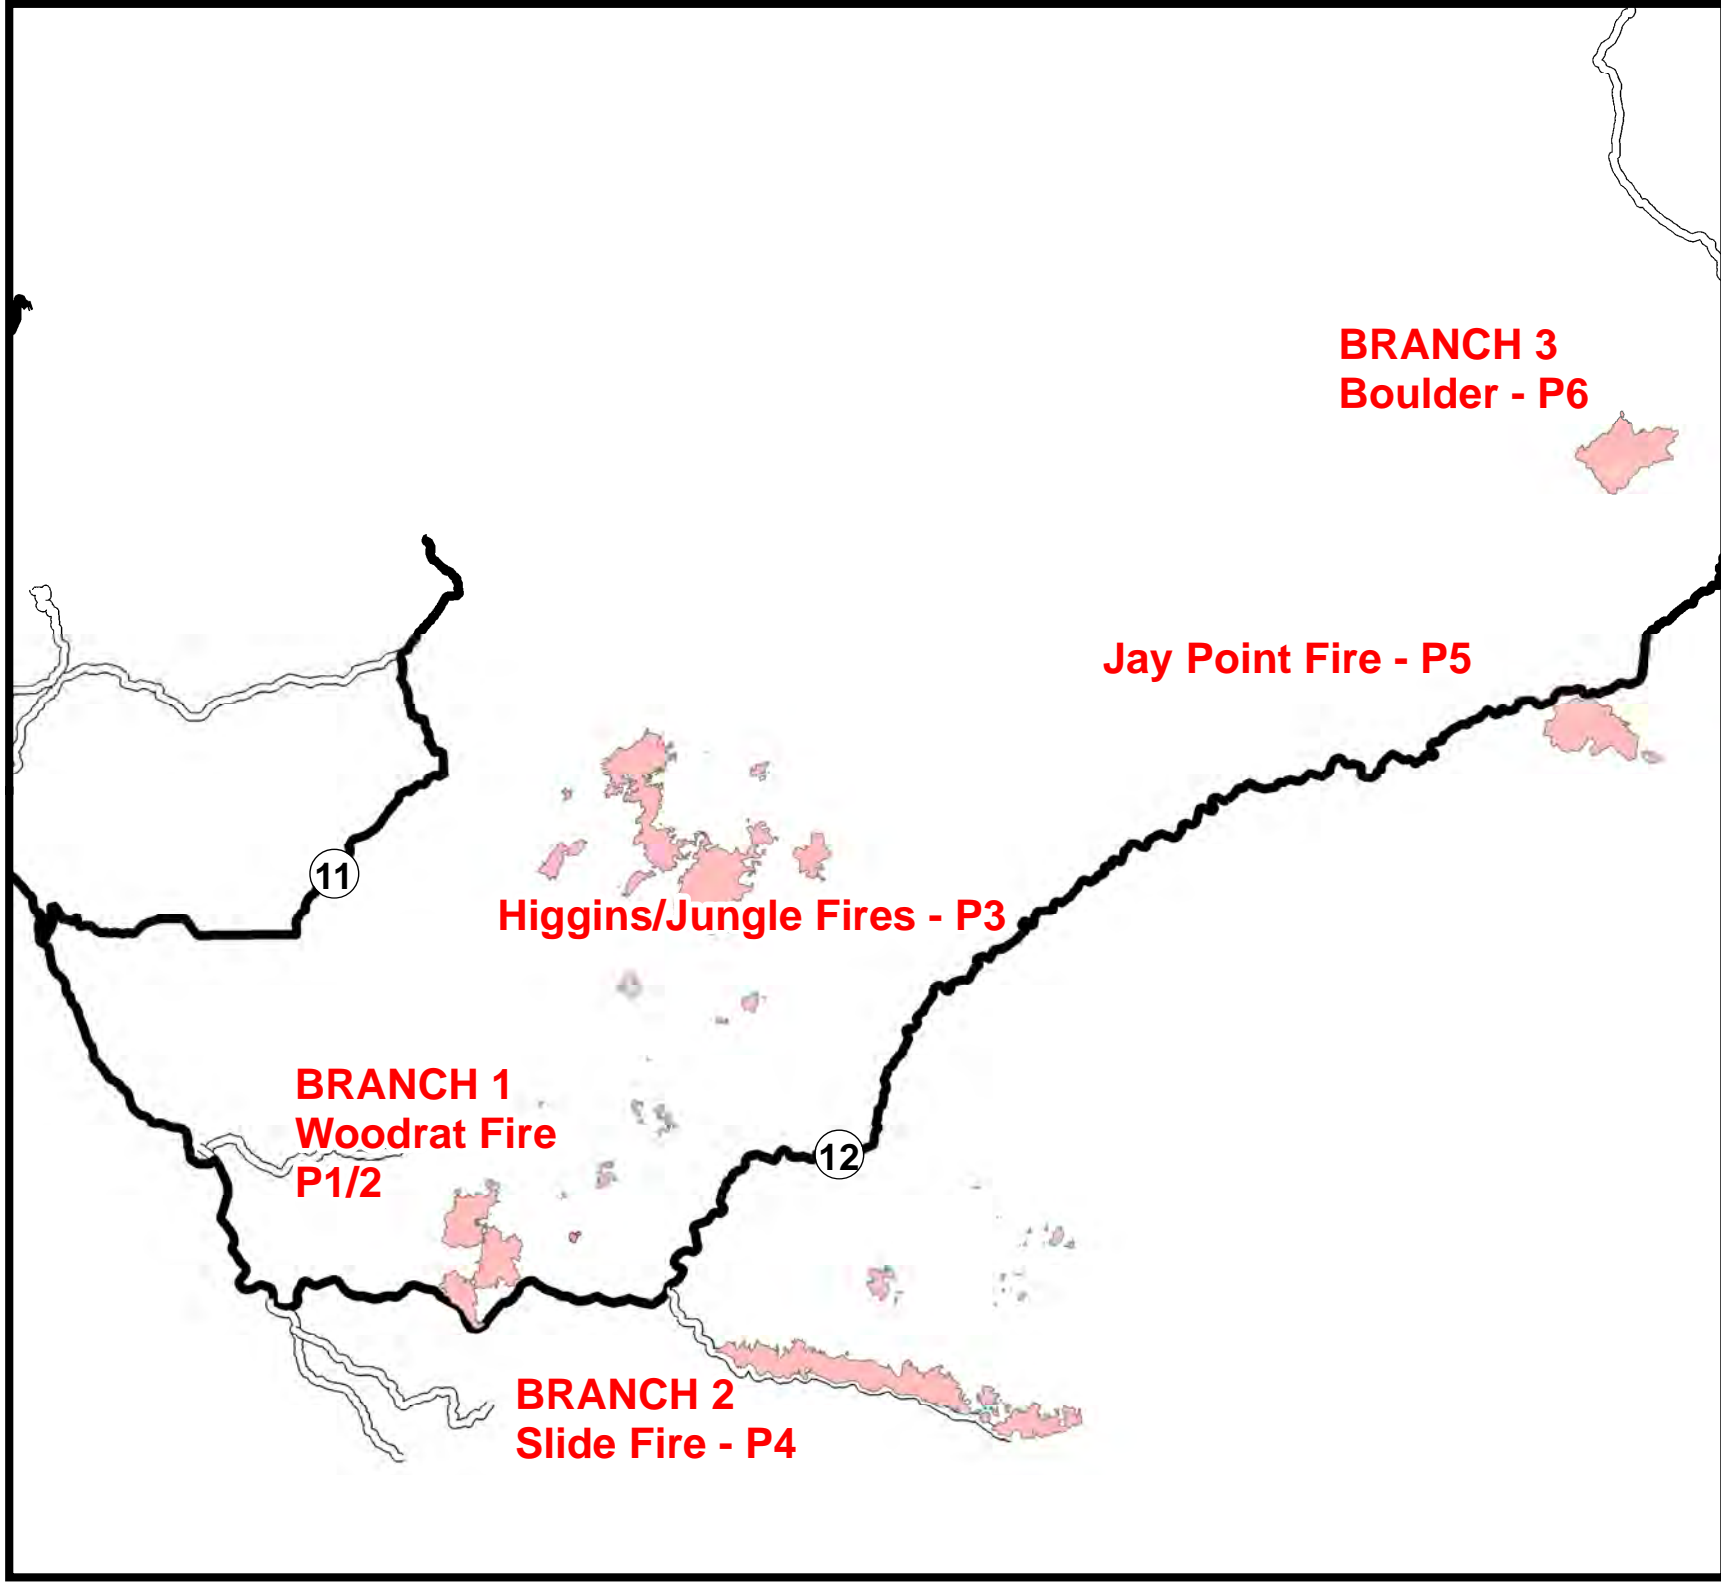 BRANCH 3
Boulder - P6
Jay Point Fire - P5
11
Higgins/Jungle Fires - P3
BRANCH 1
Woodrat Fire
P1/2
12
BRANCH 2
Slide Fire - P4